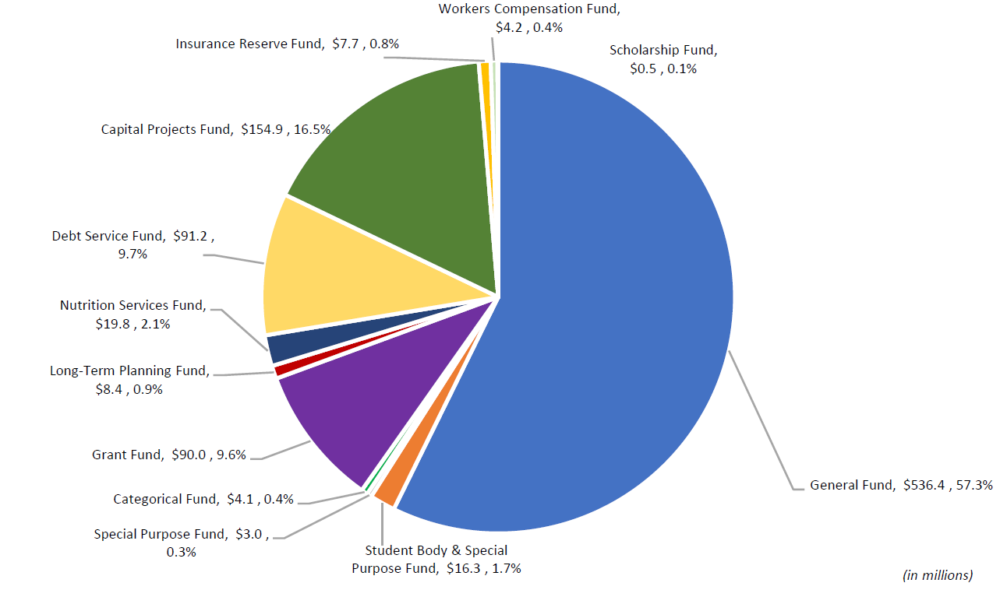 Workers Compensation Fund,
$4.2 , 0.4%
Insurance Reserve Fund,  $7.7 , 0.8%
Scholarship Fund,
$0.5 , 0.1%
Capital Projects Fund,  $154.9 , 16.5%
Debt Service Fund,  $91.2 ,
9.7%
Nutrition Services Fund,
$19.8 , 2.1%
Long-Term Planning Fund,
$8.4 , 0.9%
Grant Fund,  $90.0 , 9.6%
General Fund,  $536.4 , 57.3%
Categorical Fund,  $4.1 , 0.4%
Special Purpose Fund,  $3.0 ,
0.3%
Student Body & Special
Purpose Fund,  $16.3 , 1.7%
(in millions)